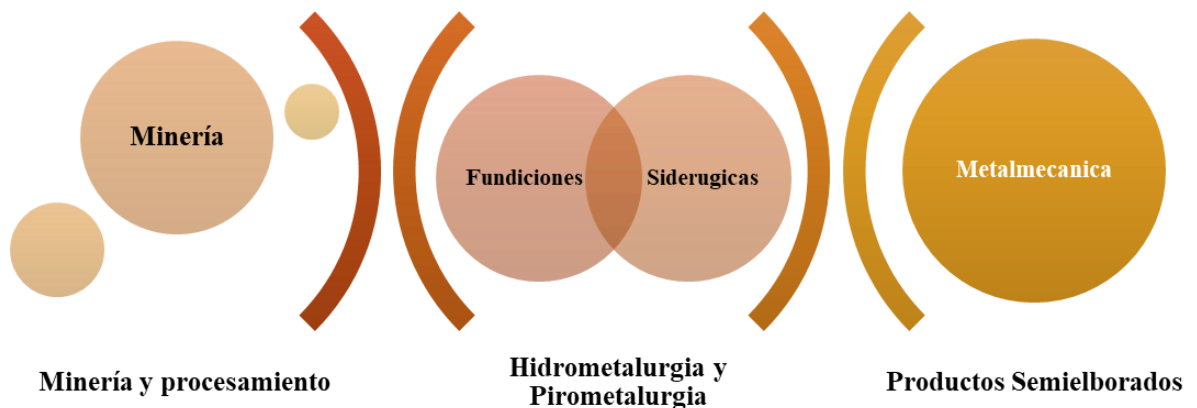 Minería
Fundiciones
Siderugicas
Metalmecanica
Minería y procesamiento
Hidrometalurgia y
Pirometalurgia
Productos Semielborados